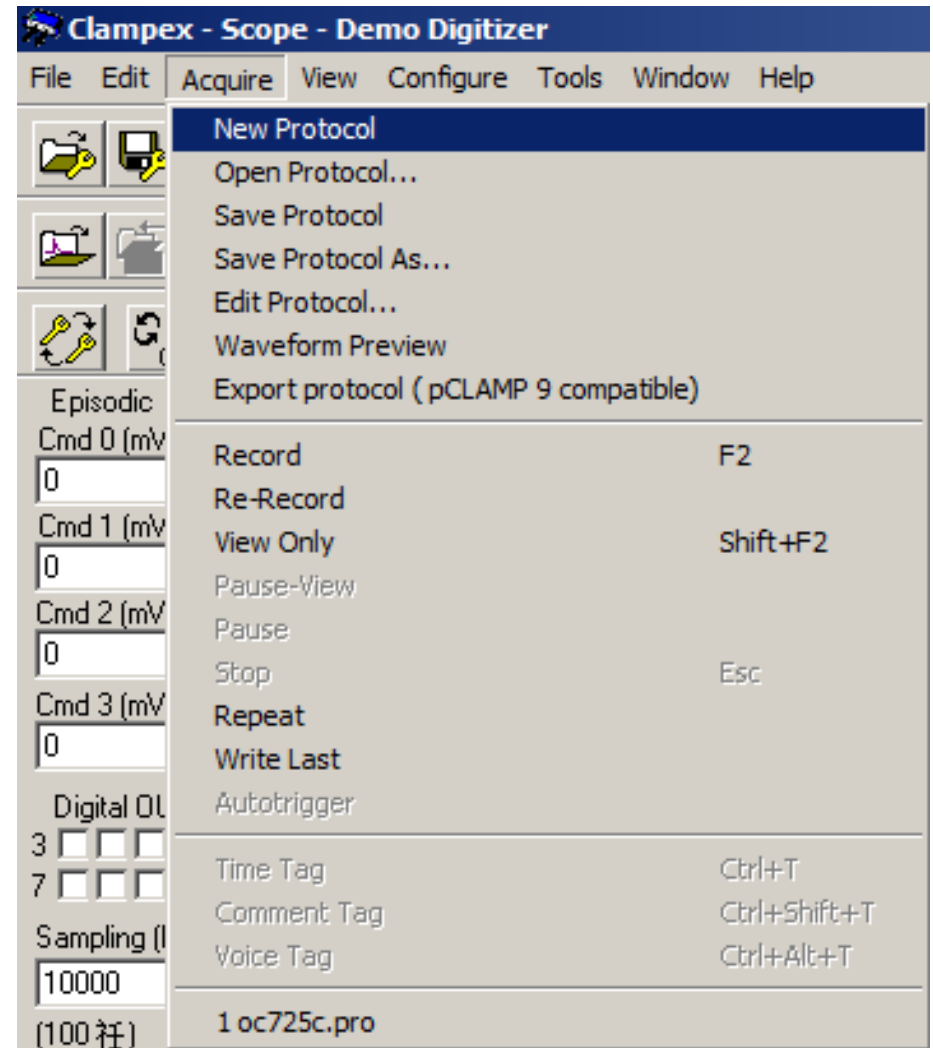 Clampex - Scope - Demo Digitizer
File Edit Acquire View Configure Tools Window Help
New Protocol
Open Protocol...
Save Protocol
Save Protocol As...
Edit Protocol...
Waveform Preview
Export protocol ( pCLAMP 9 compatible)
Episodic
Cmd 0 (mV
Record F2
0
Re-Record
Cmd 1 (mV
View Only Shift+F2
0
Pause-View
Cmd 2 (mV
Pause
0
Stop Esc
Cmd 3 (mV
Repeat
0
Write Last
Digital OU
Autotrigger
3
7
Time Tag Ctrl+T
Comment Tag Ctrl+Shift+T
Sampling (
Voice Tag Ctrl+Alt+T
10000
(100 衽)
1 oc725c.pro